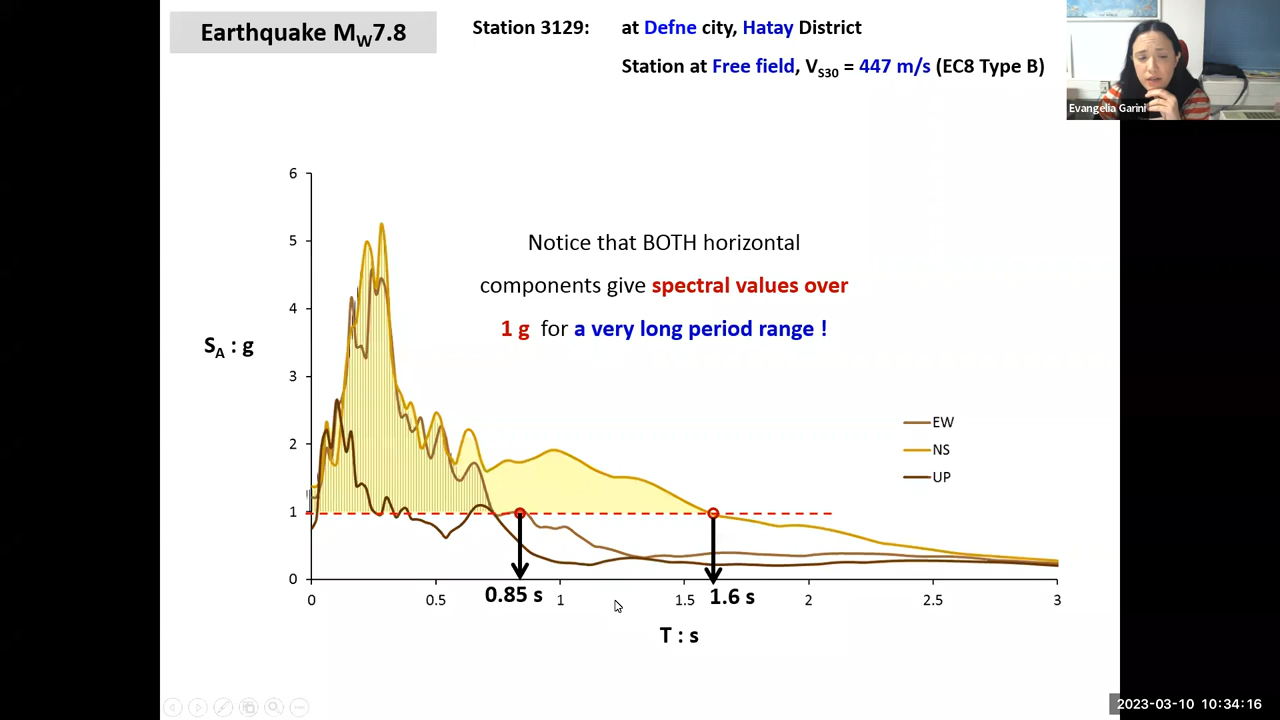 Earthquake MW7.8
Station 3129: at Defne city, Hatay District
Station at Free field, VS30 = 447 m/s (EC8 Type B)
Evangelia Garini
6
5
4
3
2
1
0
SA : g
Notice that BOTH horizontal
components give spectral values over
1 g for a very long period range !
EW
NS
UP
0.85 s
1.6 s
0 0.5 1 1.5 2 2.5 3
T : s
2023-03-10 10:34:16